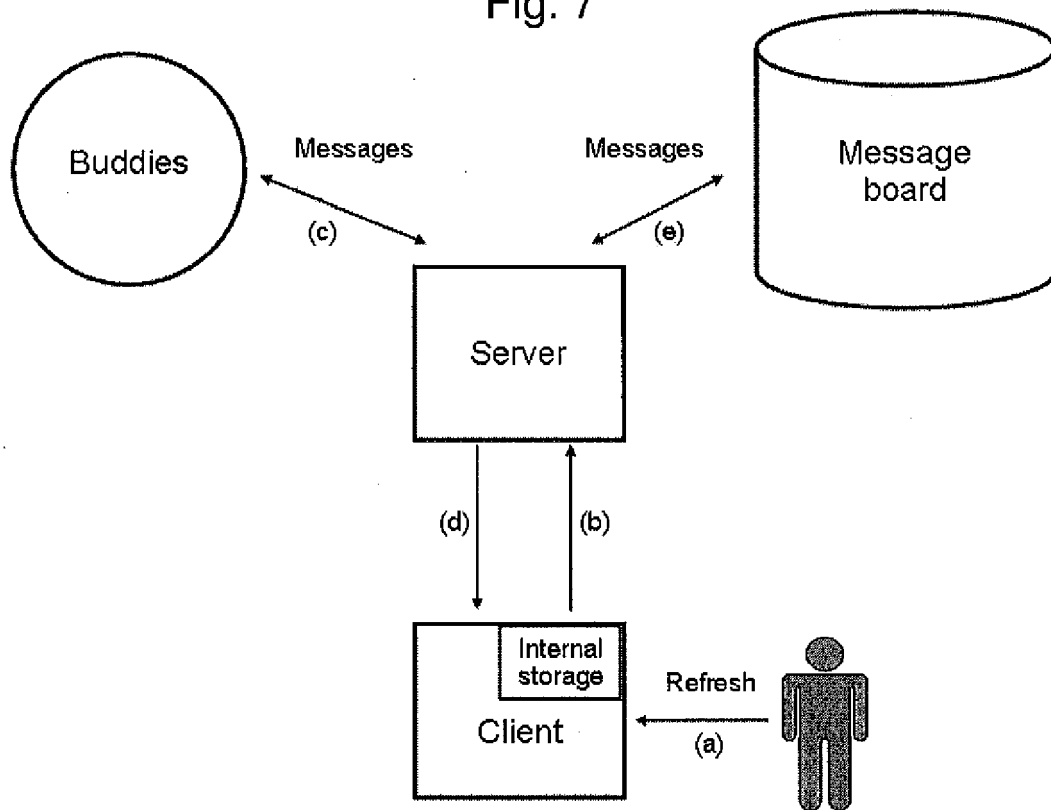 Fig. 7
Buddies
Messages
(c)
Messages
(e)
Message
board
Server
(d)
(b)
Internal
storage
Client
Refresh
(a)